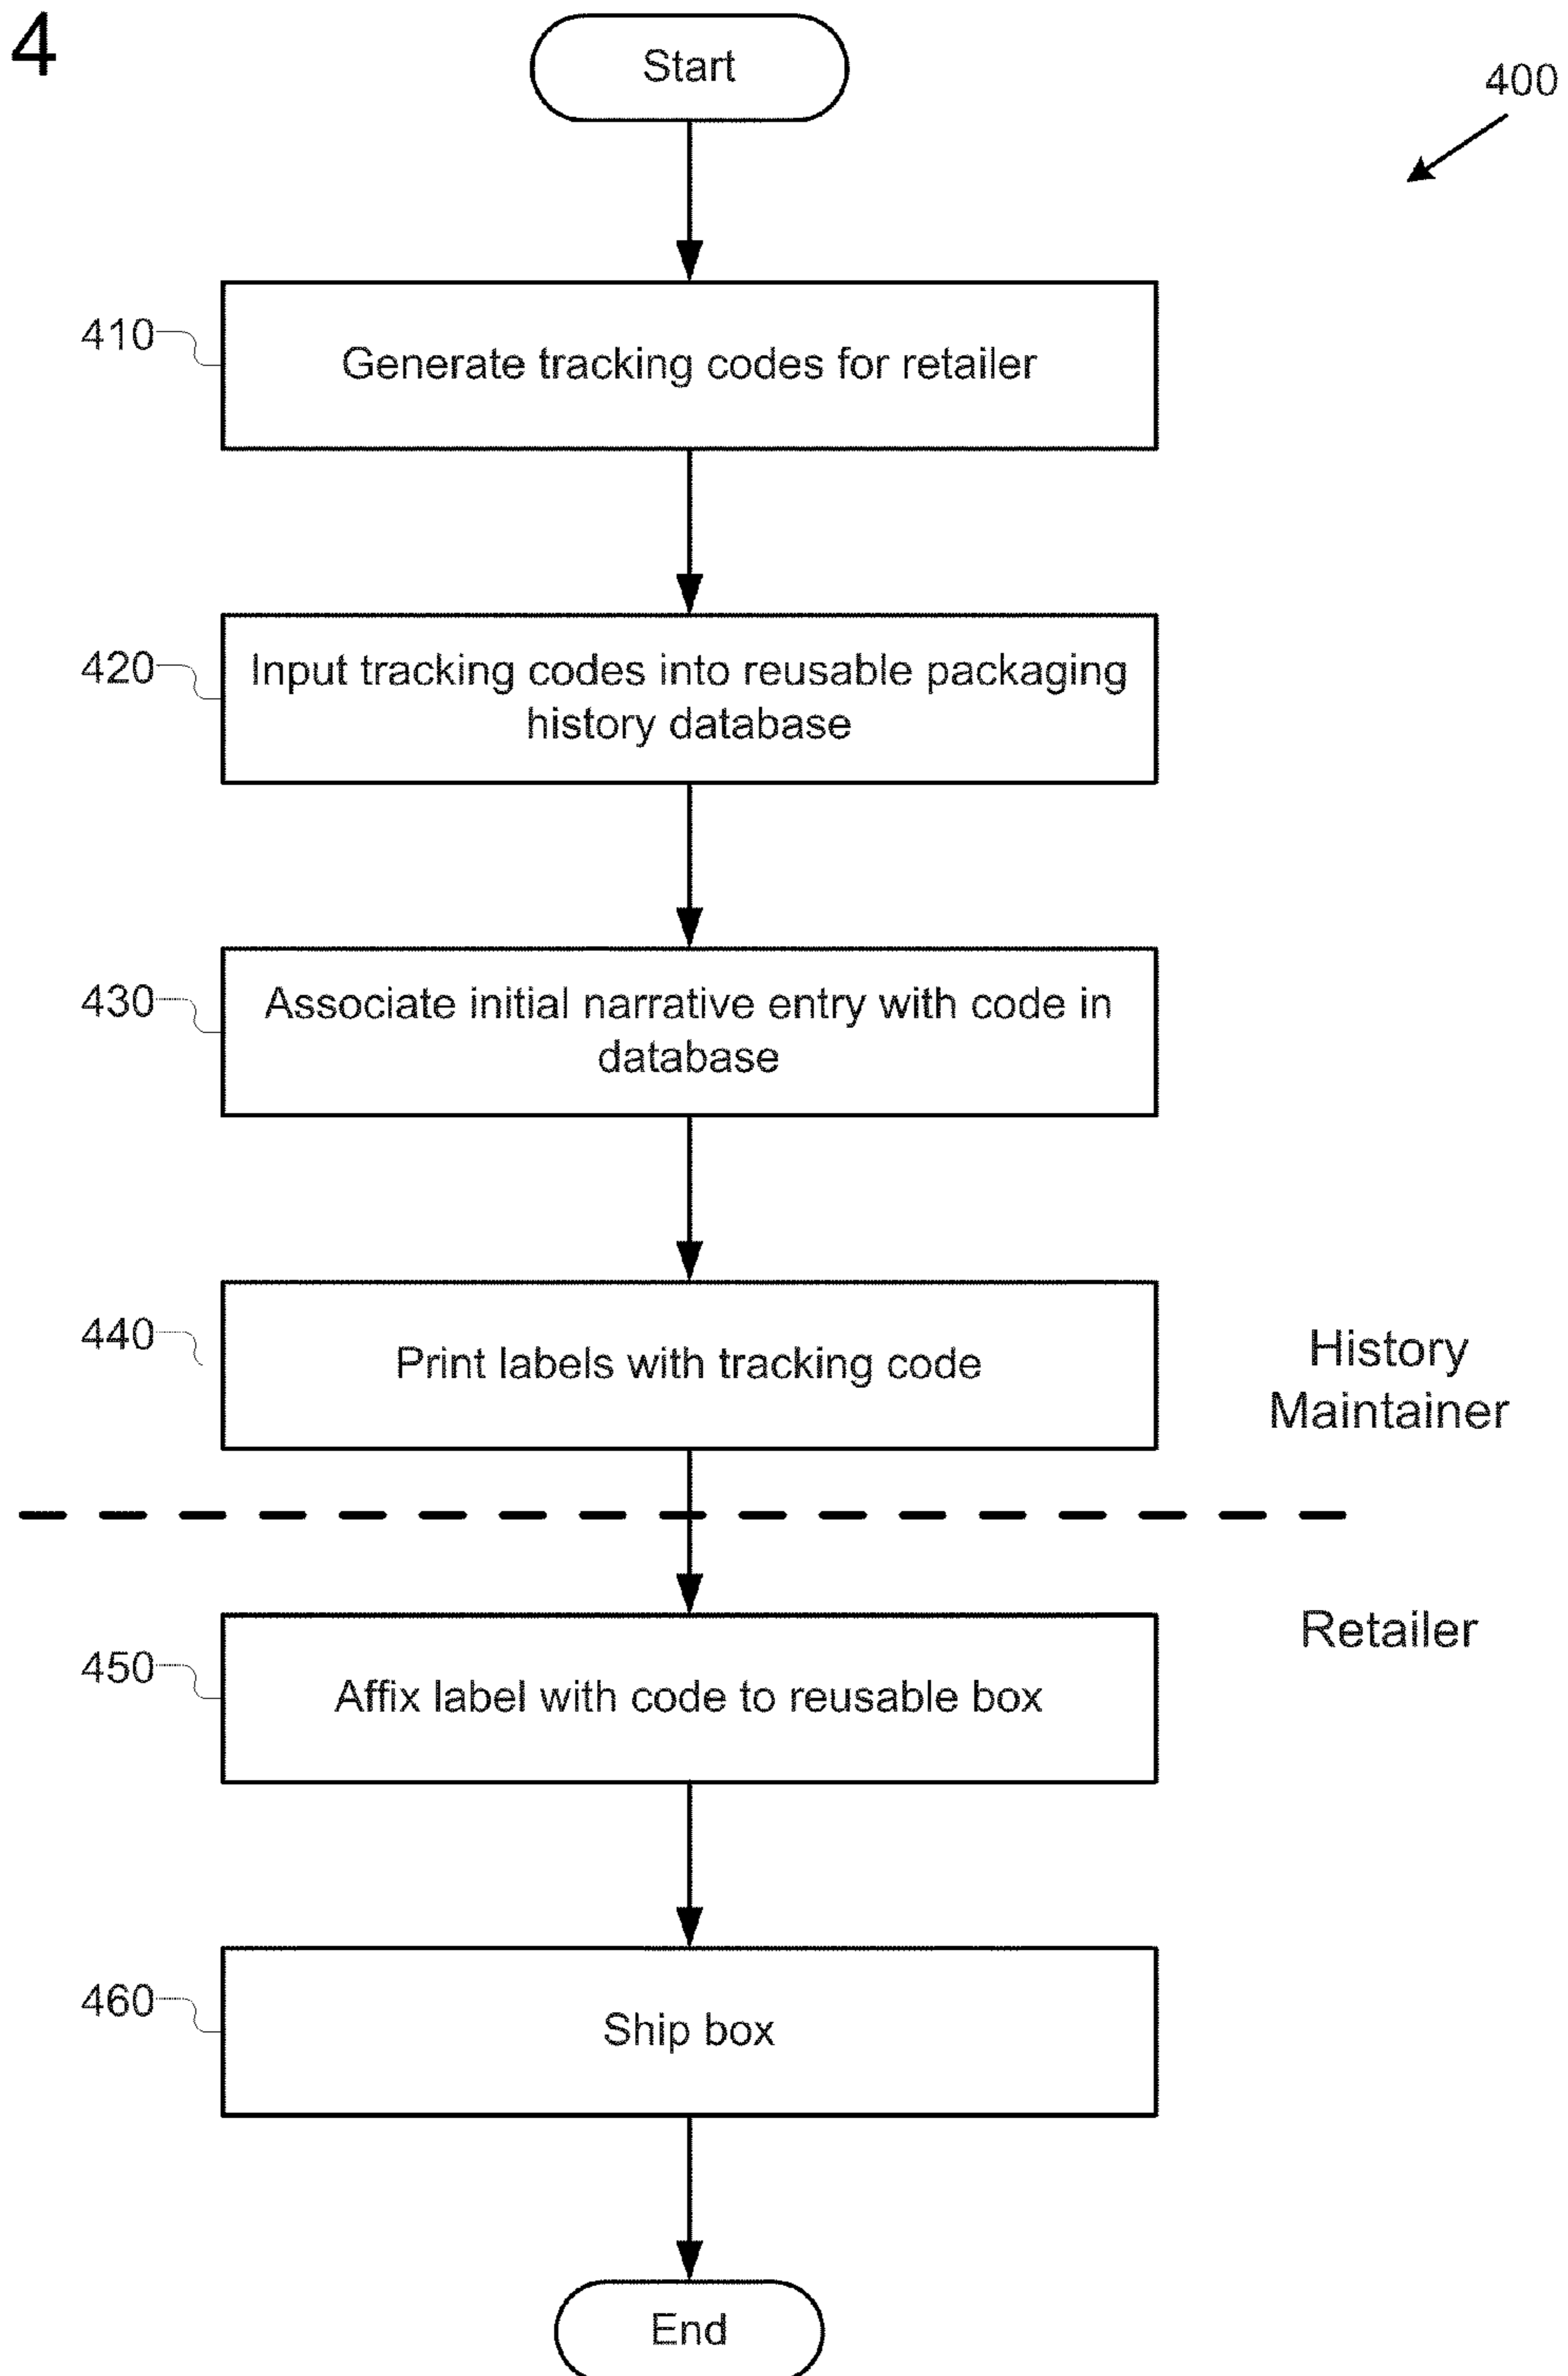 4
Start
400
410
Generate tracking codes for retailer
420
Input tracking codes into reusable packaging
history database
430
Associate initial narrative entry with code in
database
440
Print labels with tracking code
History
Maintainer
Retailer
450
Affix label with code to reusable box
460
Ship box
End